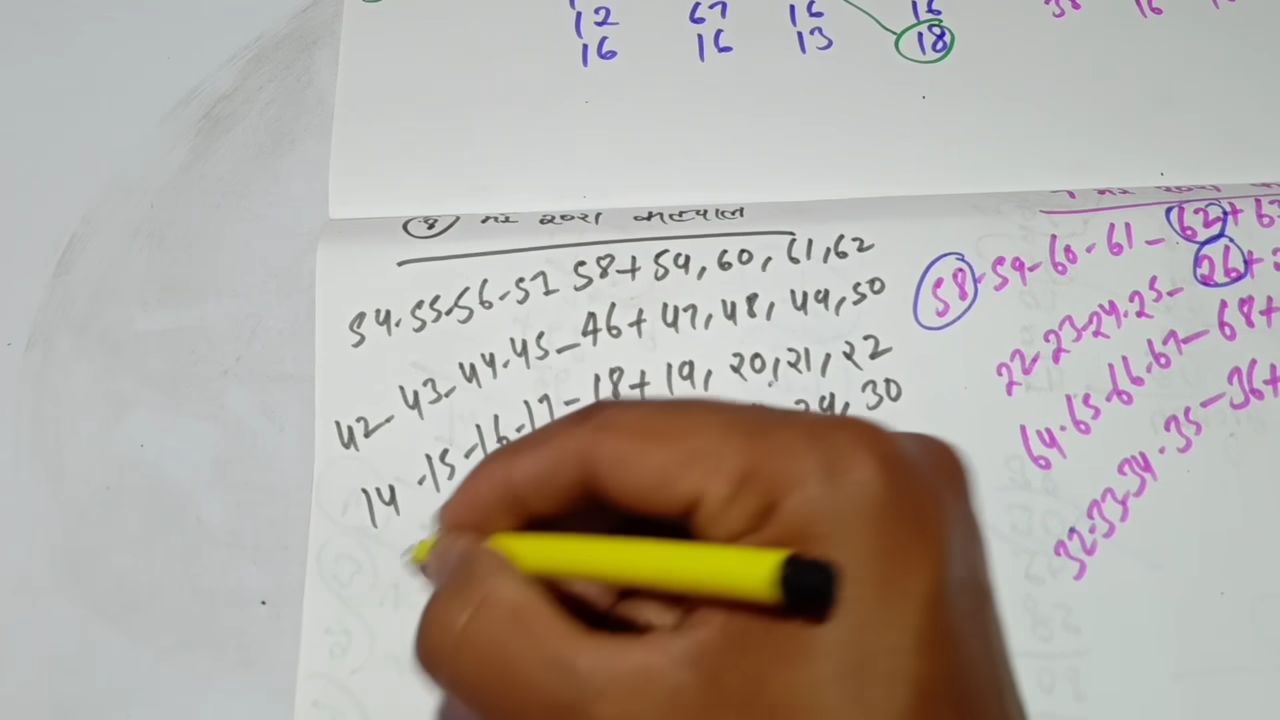 12 67 16 16
16 16 13 18
8 मई २०२१ कल्याण
54-55-56-57 58+59, 60, 61, 62
42-43-44-45-46+47, 48, 49, 50
14-15-16-17-18+19, 20, 21, 22
29, 30
58-59-60-61-62+
22-23-24-25-26+
64-65-66-67-68+
32-33-34-35-36+